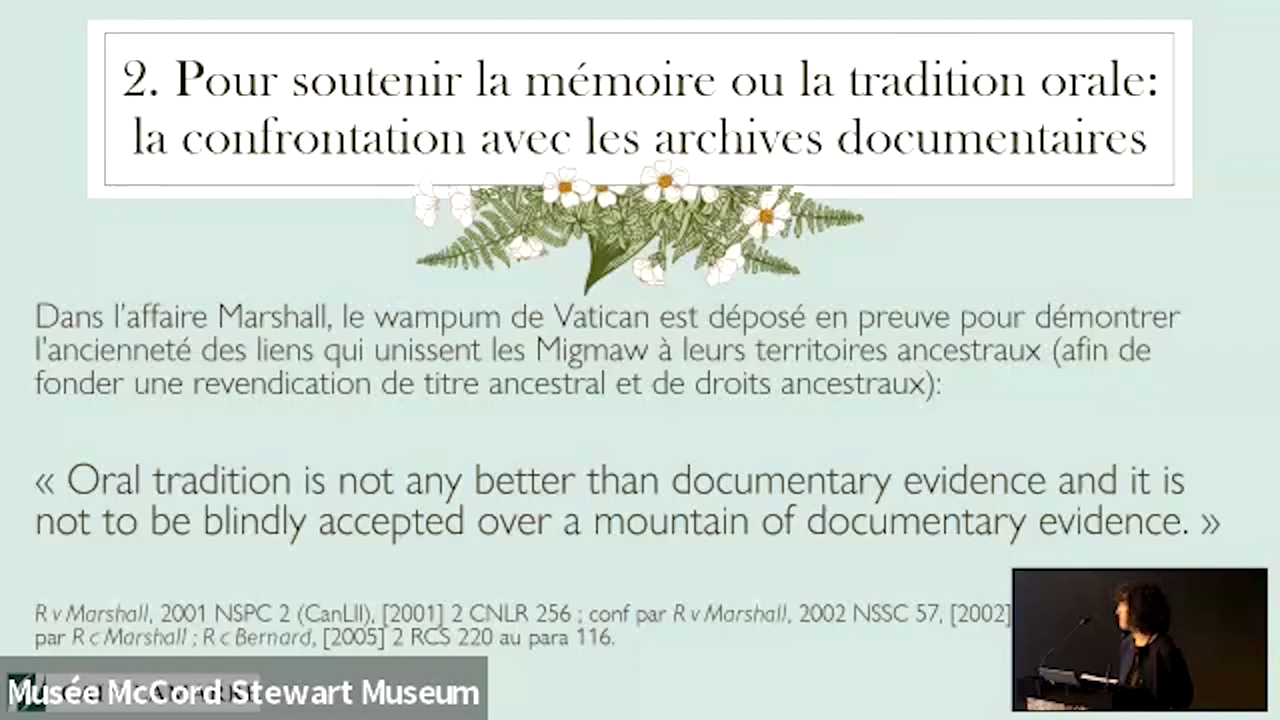 2. Pour soutenir la mémoire ou la tradition orale:
la confrontation avec les archives documentaires
Dans l'affaire Marshall, le wampum de Vatican est déposé en preuve pour démontrer
l'ancienneté des liens qui unissent les Migmaw à leurs territoires ancestraux (afin de
fonder une revendication de titre ancestral et de droits ancestraux):
« Oral tradition is not any better than documentary evidence and it is
not to be blindly accepted over a mountain of documentary evidence. »
R v Marshall, 2001 NSPC 2 (CanLII), [2001] 2 CNLR 256 ; conf par R v Marshall, 2002 NSSC 57, [2002]
par R c Marshall ; R c Bernard, [2005] 2 RCS 220 au para 116.
Musée McCord Stewart Museum